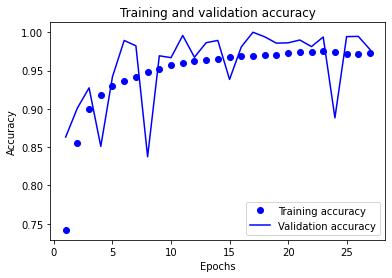 Training and validation accuracy
1.00
0.95
0.90
0.85
0.80
0.75
Accuracy
Training accuracy
Validation accuracy
0 5 10 15 20 25
Epochs